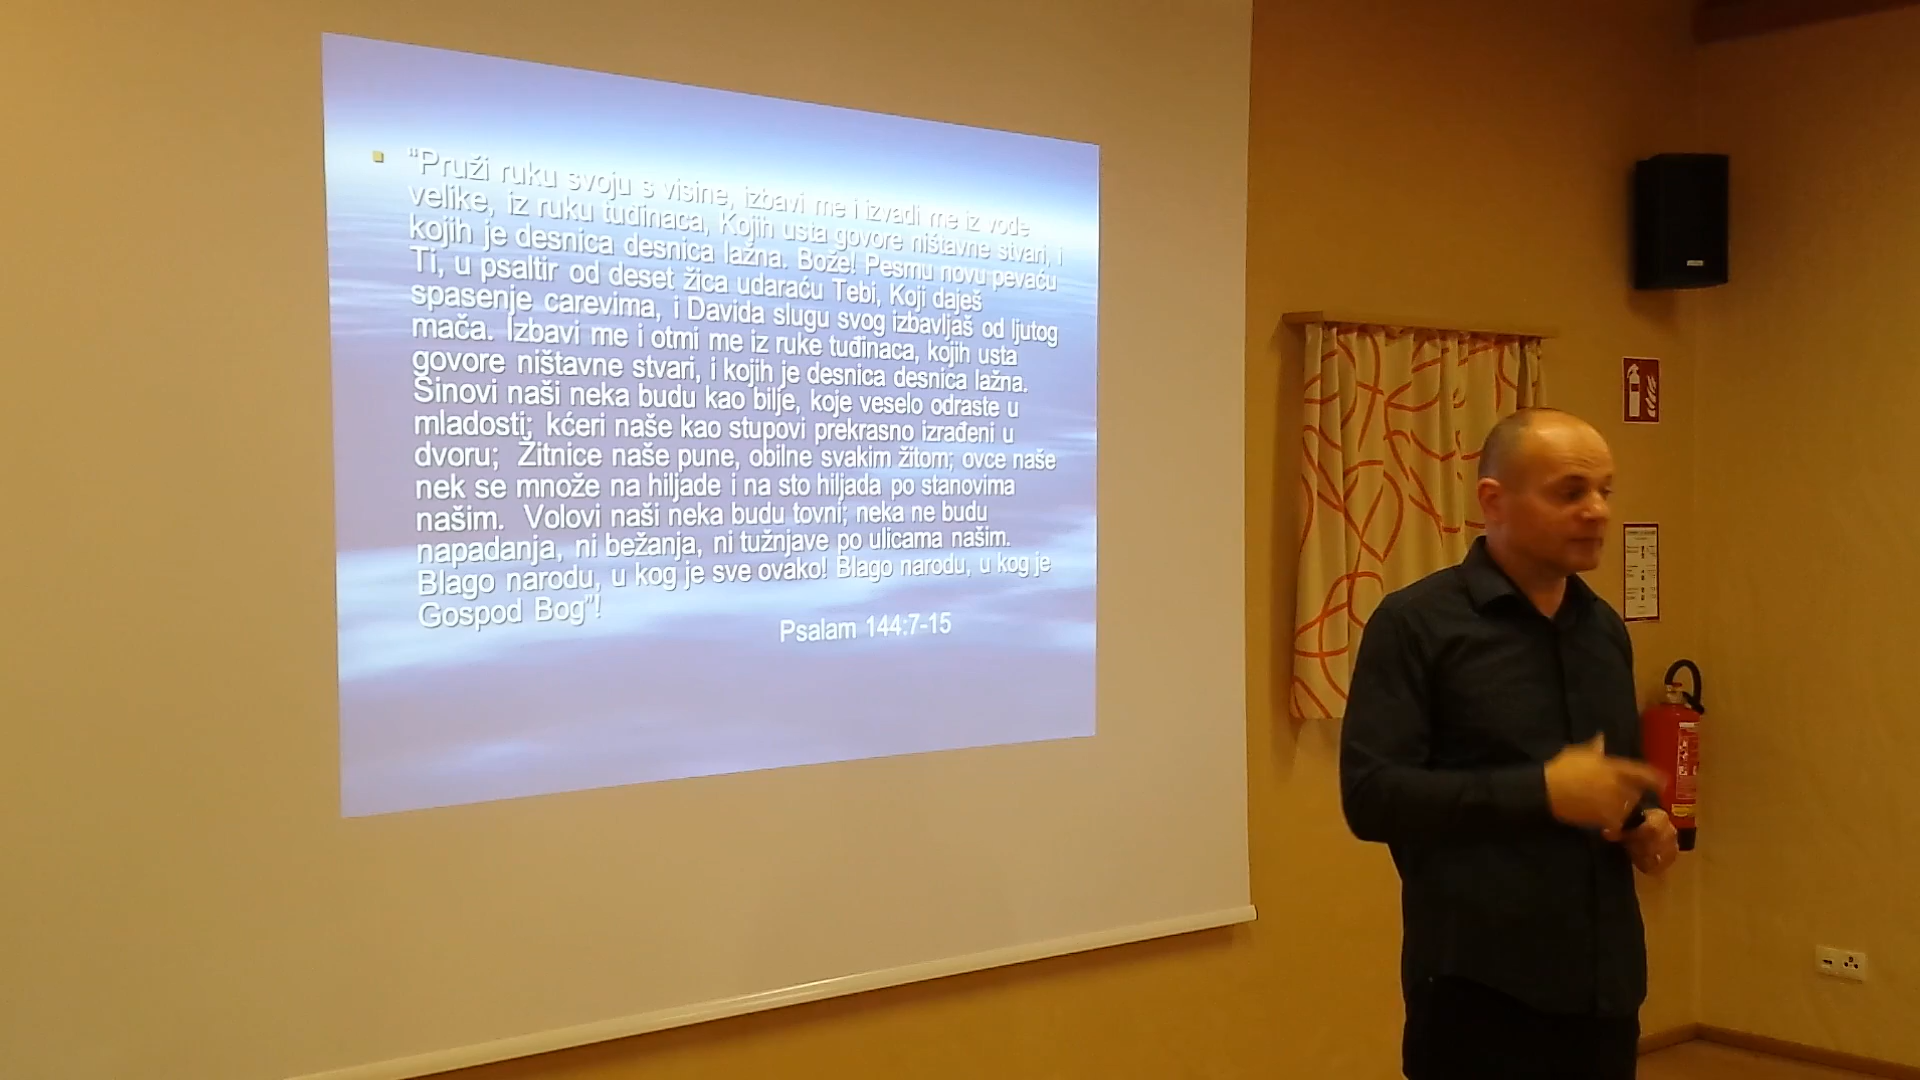 “Pruži ruku svoju s visine, izbavi me i izvadi me iz vode
velike, iz ruku tuđinaca, Kojih usta govore ništavne stvari, i
kojih je desnica desnica lažna. Bože! Pesmu novu pevaću
Ti, u psaltir od deset žica udaraću Tebi, Koji daješ
spasenje carevima, i Davida slugu svog izbavljaš od ljutog
mača. Izbavi me i otmi me iz ruke tuđinaca, kojih usta
govore ništavne stvari, i kojih je desnica desnica lažna.
Sinovi naši neka budu kao bilje, koje veselo odraste u
mladosti; kćeri naše kao stupovi prekrasno izrađeni u
dvoru; Žitnice naše pune, obilne svakim žitom; ovce naše
nek se množe na hiljade i na sto hiljada po stanovima
našim. Volovi naši neka budu tovni; neka ne budu
napadanja, ni bežanja, ni tužnjave po ulicama našim.
Blago narodu, u kog je sve ovako! Blago narodu, u kog je
Gospod Bog”!
Psalam 144:7-15